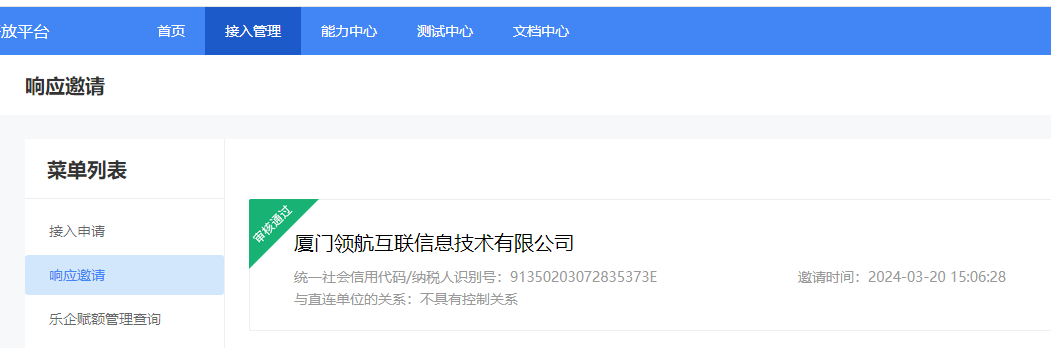 放平台 首页 接入管理 能力中心 测试中心 文档中心
响应邀请
菜单列表
接入申请
响应邀请
乐企赋额管理查询
审核通过
厦门领航互联信息技术有限公司
统一社会信用代码/纳税人识别号：91350203072835373E 邀请时间：2024-03-20 15:06:28
与直连单位的关系：不具有控制关系